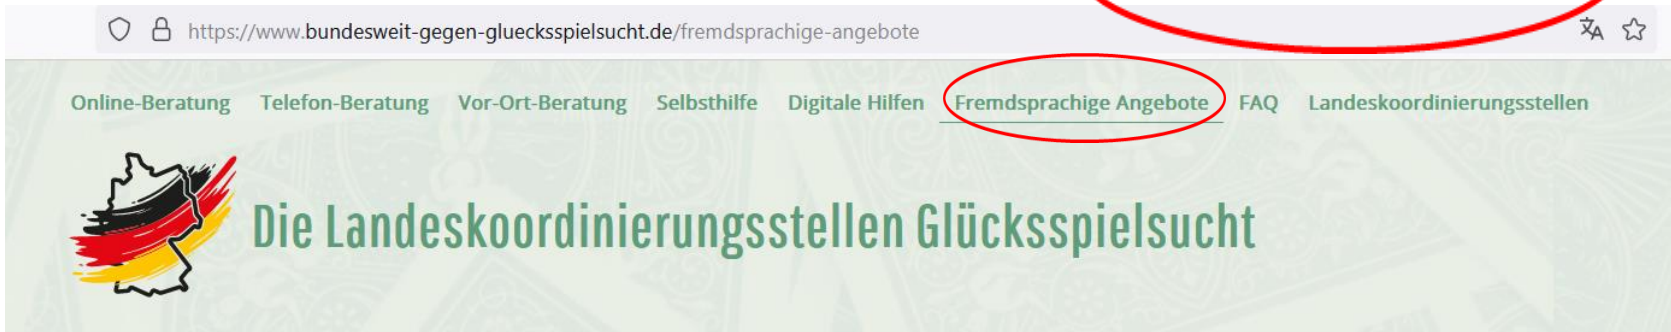 https://www.bundesweit-gegen-gluecksspielsucht.de/fremdsprachige-angebote
Online-Beratung Telefon-Beratung Vor-Ort-Beratung Selbsthilfe Digitale Hilfen Fremdsprachige Angebote FAQ Landeskoordinierungsstellen
Die Landeskoordinierungsstellen Glücksspielsucht